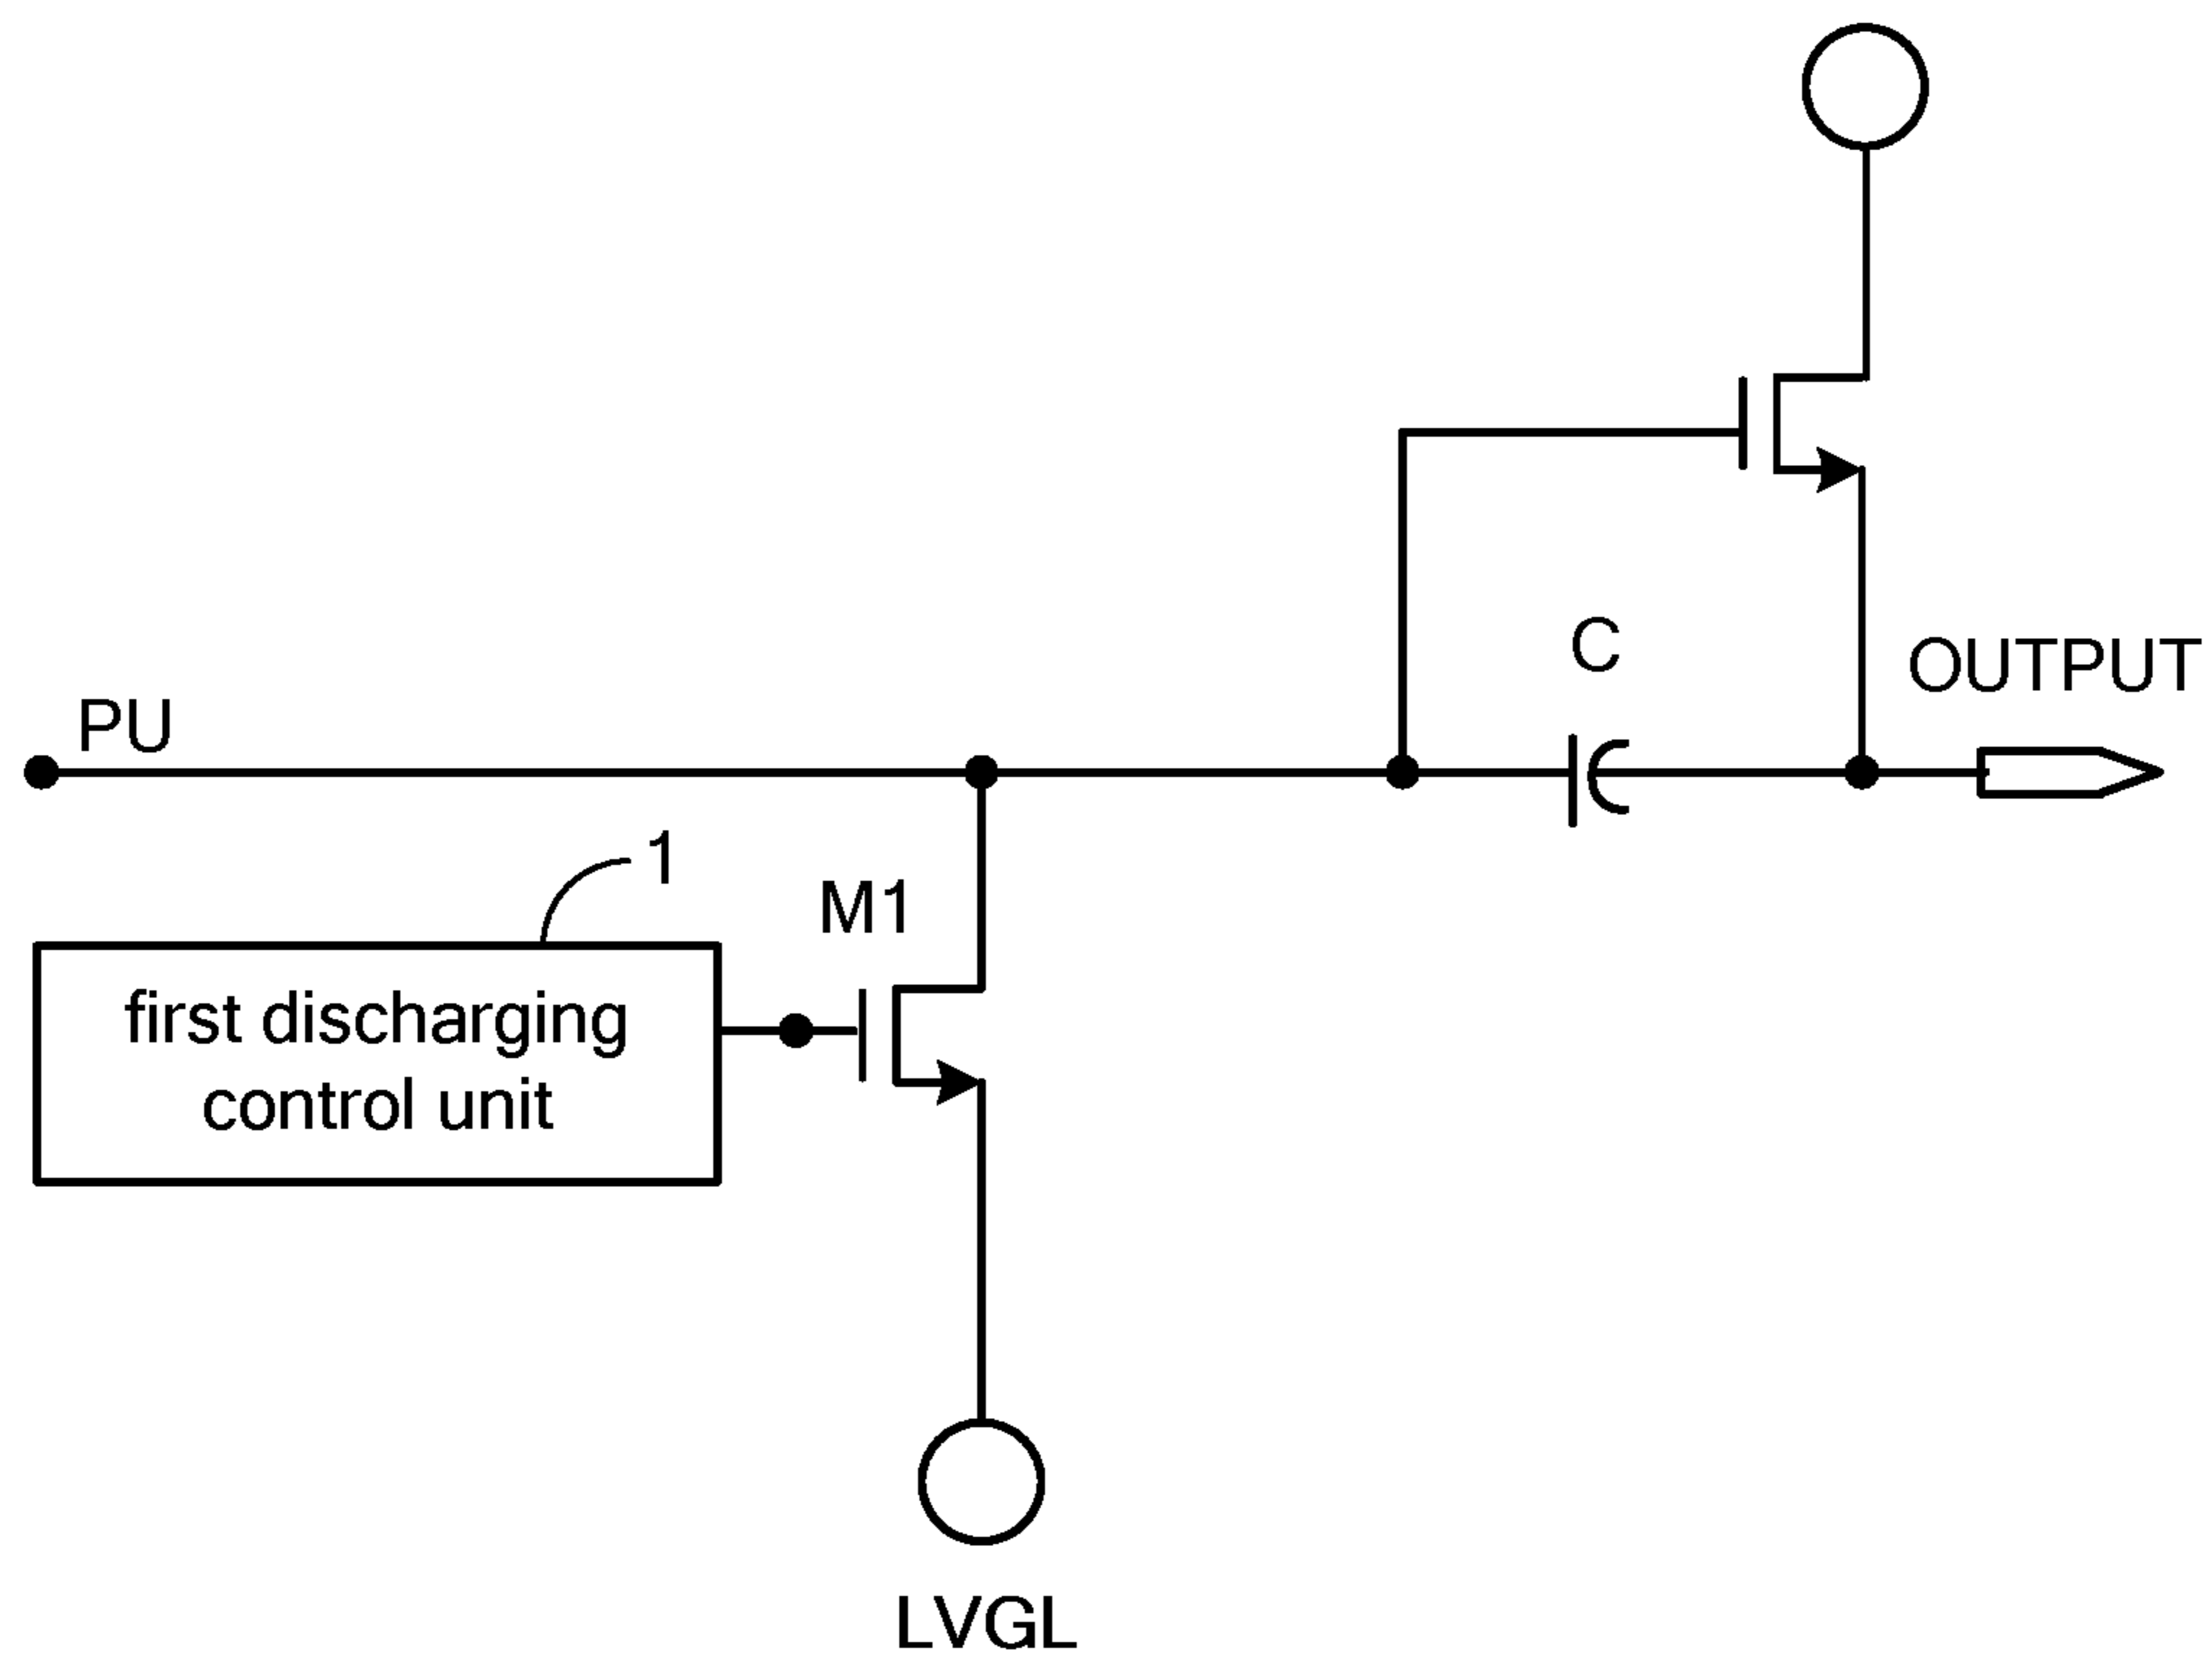 C
OUTPUT
PU
1
M1
first discharging
control unit
LVGL